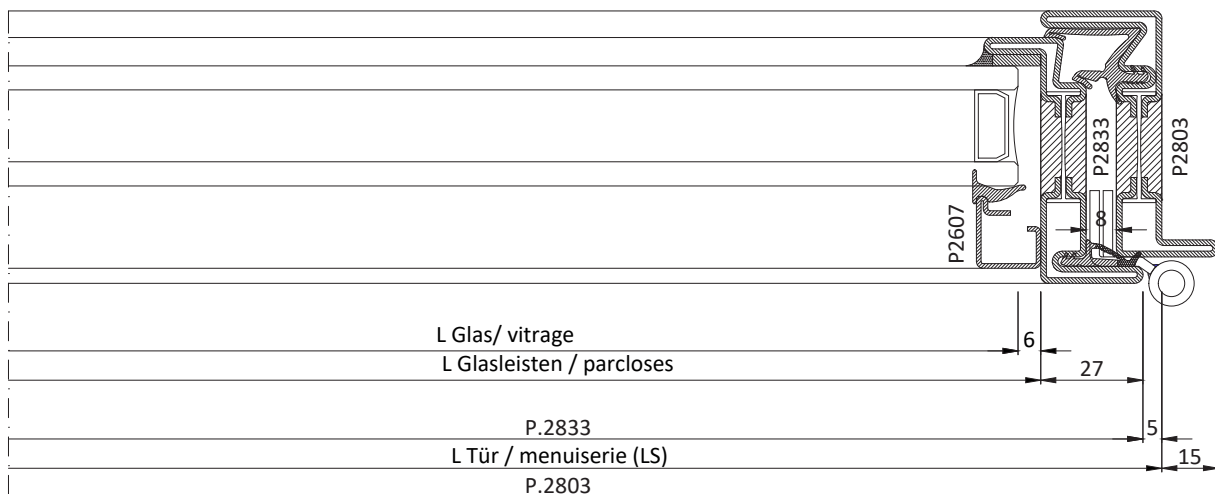 P2833
P2803
P2607
8
L Glas/ vitrage
6
L Glasleisten / parcloses
27
P.2833
5
L Tür / menuiserie (LS)
15
P.2803